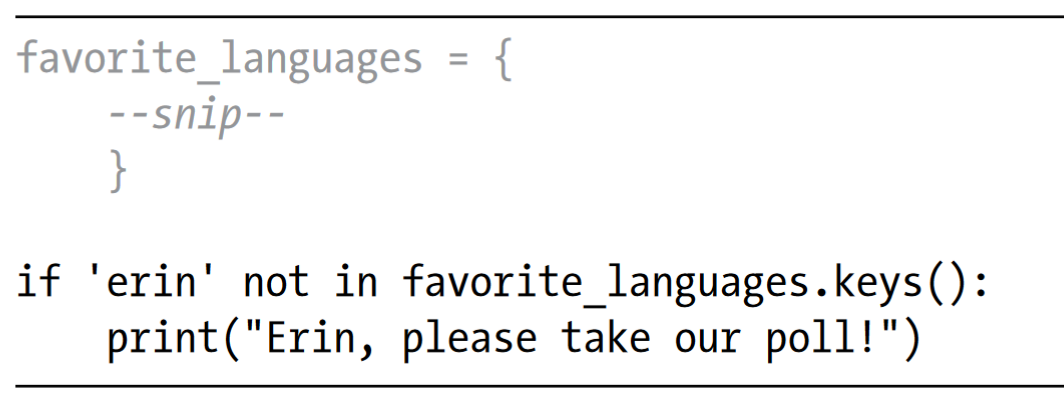 favorite_languages = {
    --snip--
    }
if 'erin' not in favorite_languages.keys():
    print("Erin, please take our poll!")